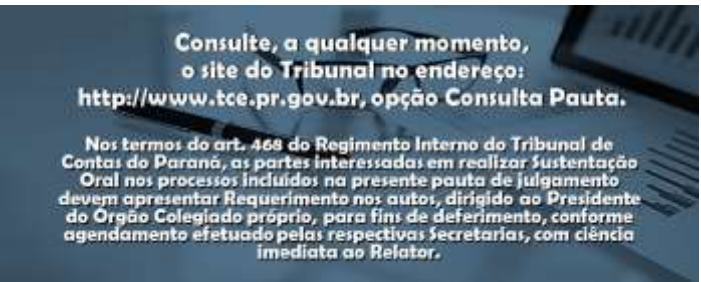 Consulte, a qualquer momento,
o site do Tribunal no endereço:
http://www.tce.pr.gov.br, opção Consulta Pauta.
Nos termos do art. 468 do Regimento Interno do Tribunal de
Contas do Paraná, as partes interessadas em realizar Sustentação
Oral nos processos incluídos na presente pauta de julgamento
devem apresentar Requerimento nos autos, dirigido ao Presidente
do Orgão Colegiado próprio, para fins de deferimento, conforme
agendamento efetuado pelas respectivas Secretarias, com ciência
imediata ao Relator.